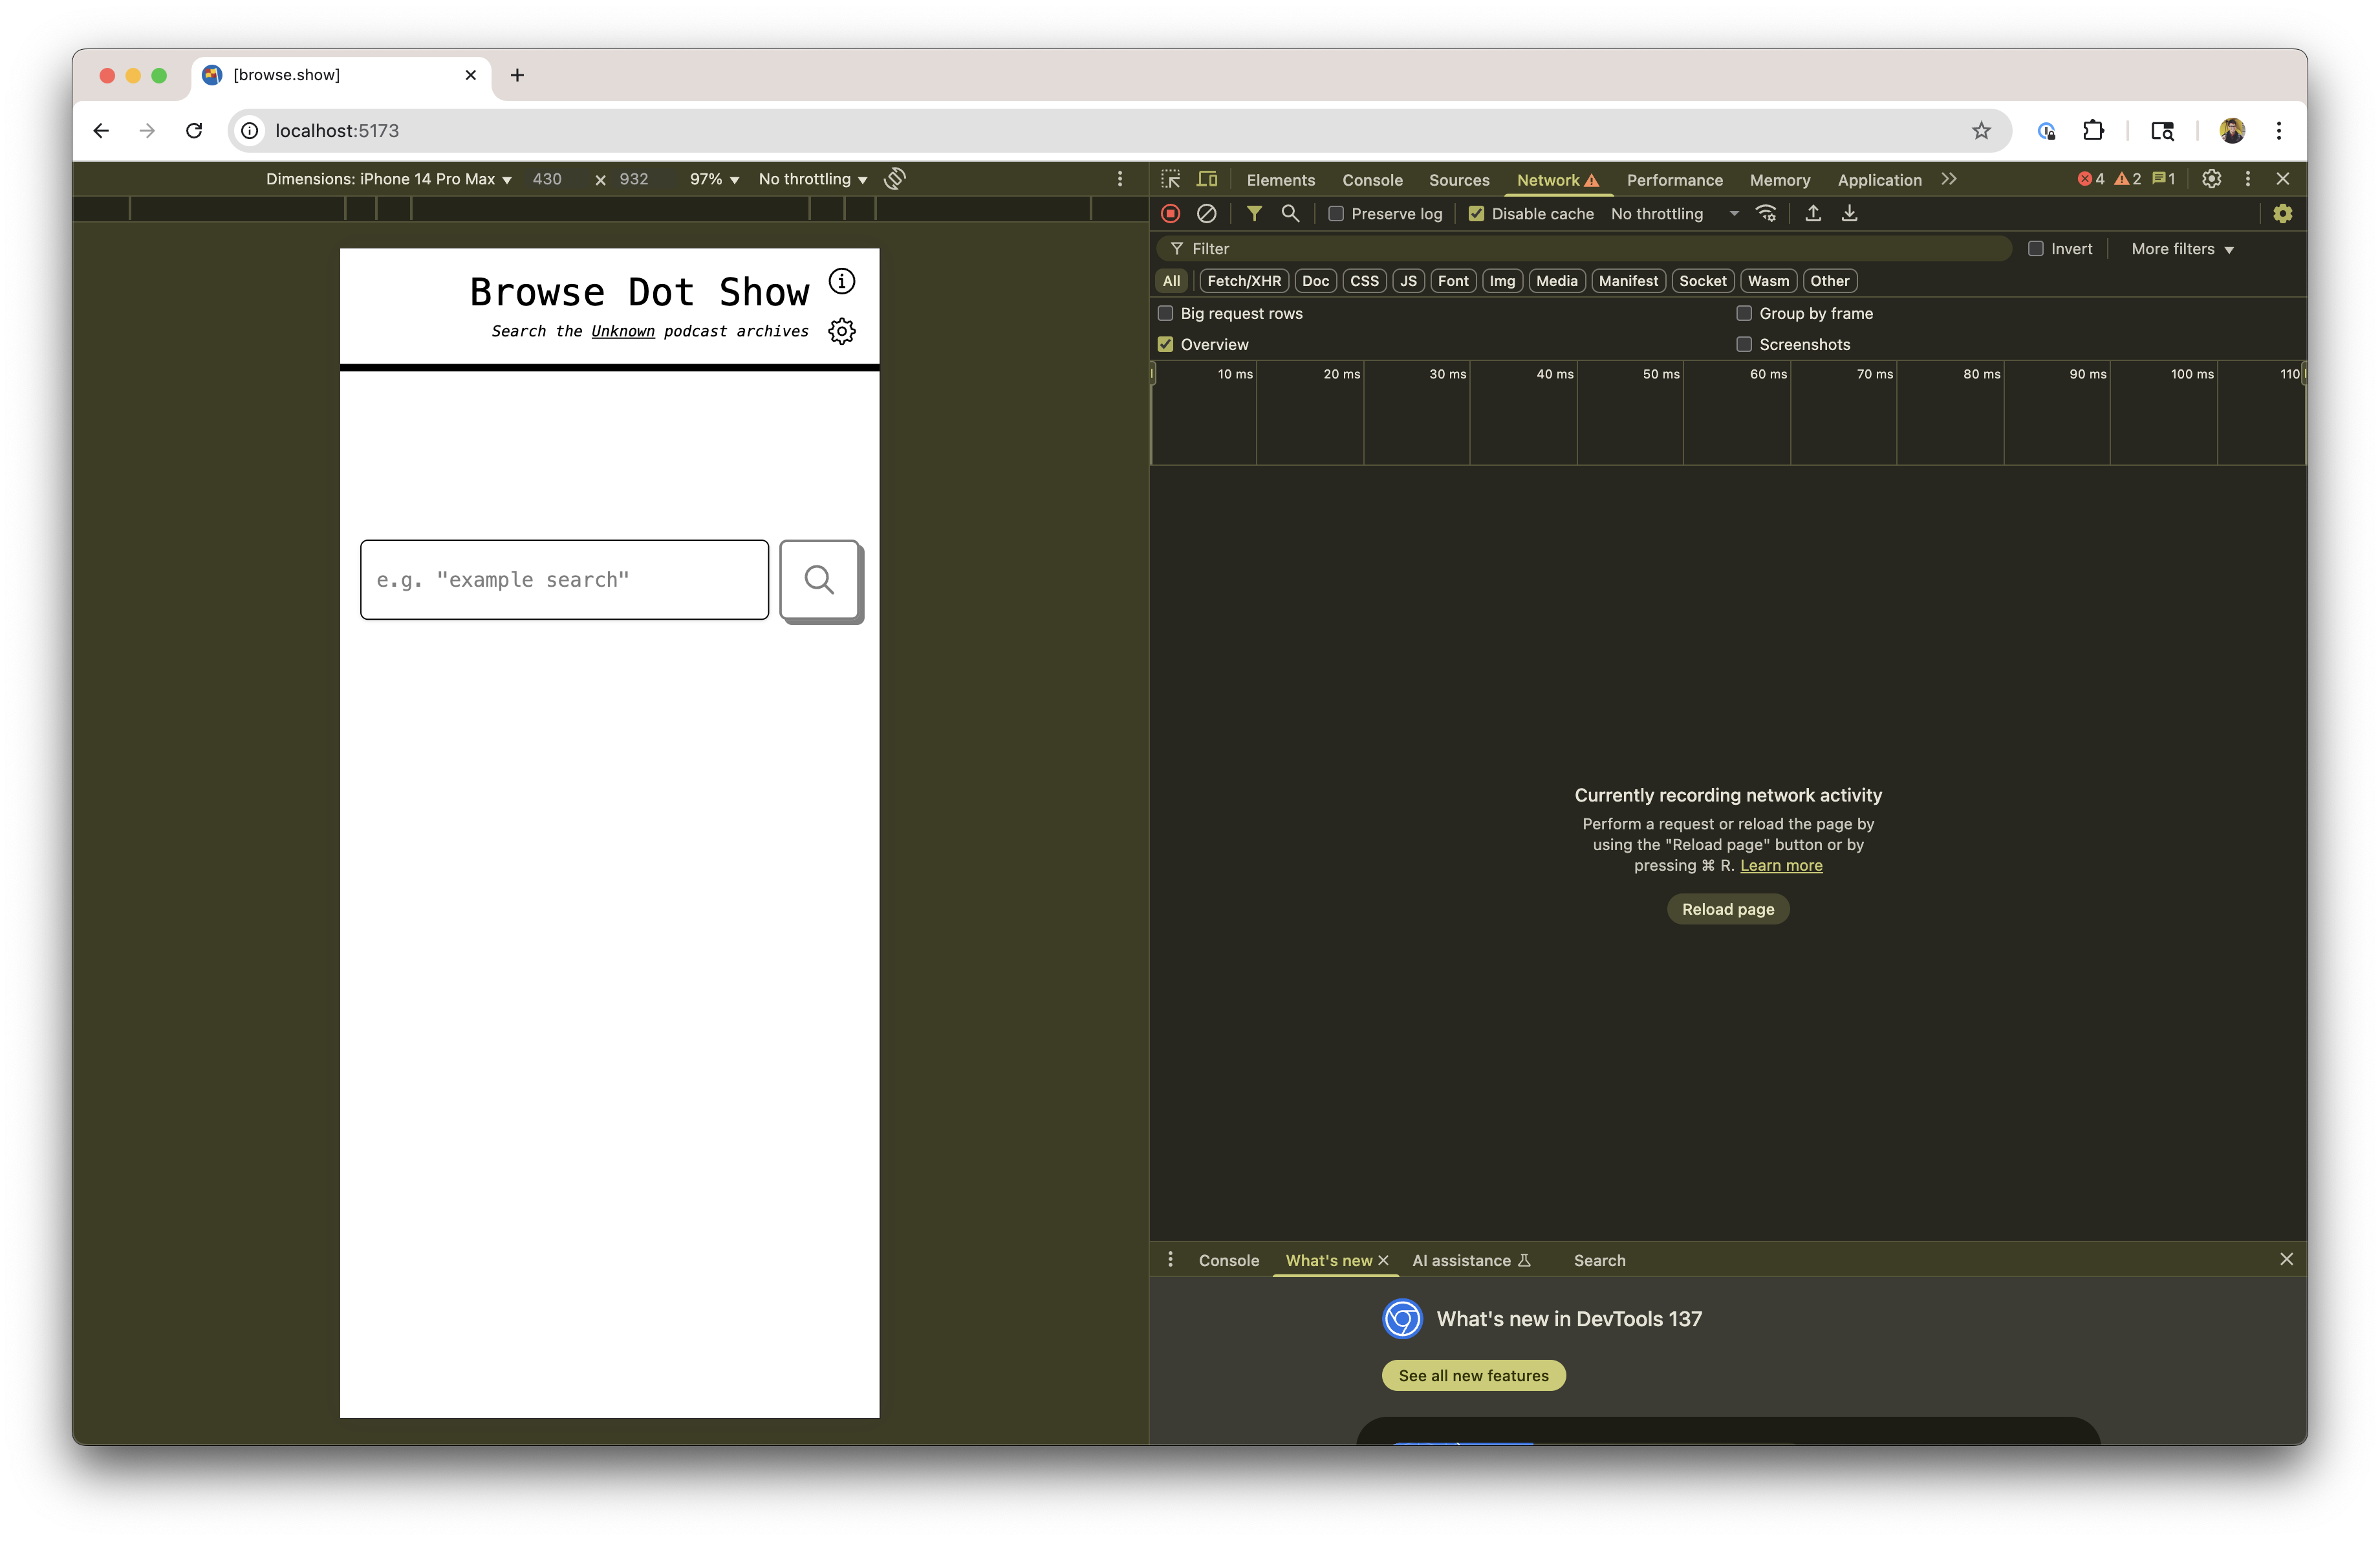 [browse.show]
localhost:5173
Dimensions: iPhone 14 Pro Max 430 × 932 97% No throttling
Browse Dot Show
Search the Unknown podcast archives
e.g. "example search"
Elements Console Sources Network Performance Memory Application 4 2 1
Preserve log Disable cache No throttling
Filter Invert More filters
All Fetch/XHR Doc CSS JS Font Img Media Manifest Socket Wasm Other
Big request rows Group by frame
Overview Screenshots
10 ms 20 ms 30 ms 40 ms 50 ms 60 ms 70 ms 80 ms 90 ms 100 ms 110
Currently recording network activity
Perform a request or reload the page by
using the "Reload page" button or by
pressing ⌘ R. Learn more
Reload page
Console What's new AI assistance Search
What's new in DevTools 137
See all new features